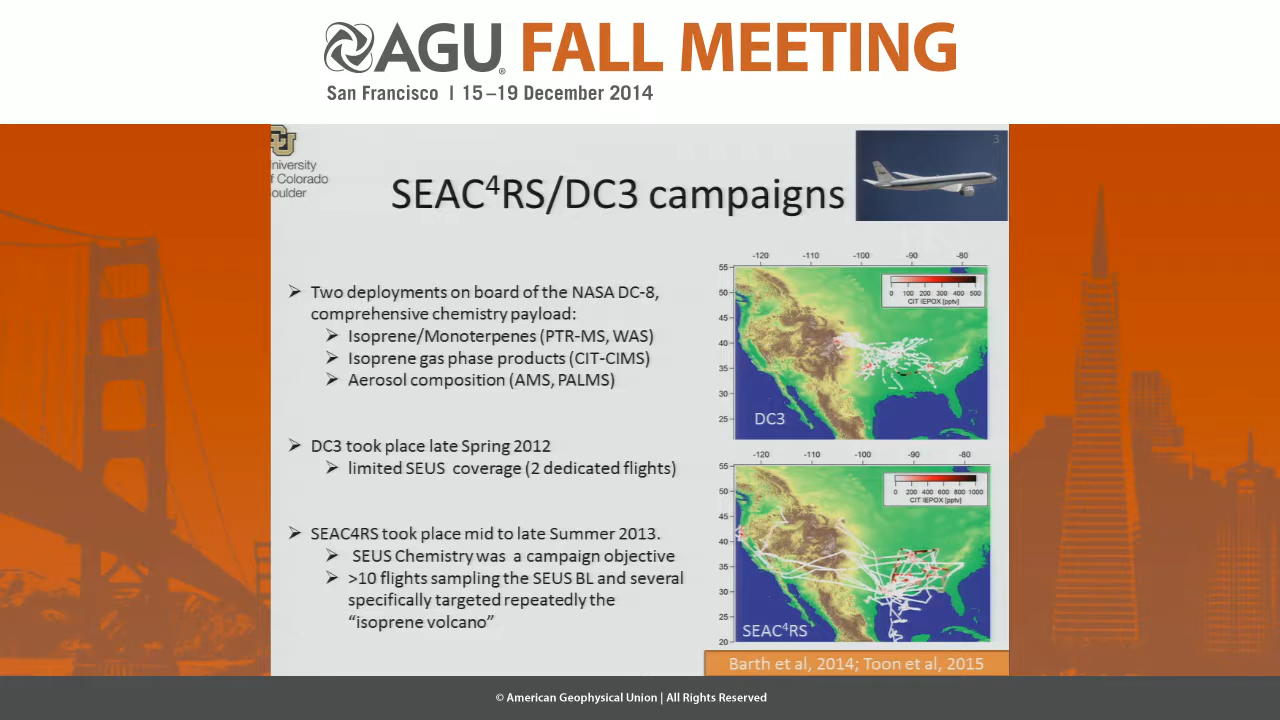 AGU FALL MEETING
San Francisco | 15–19 December 2014
CU
niversity
f Colorado
oulder
3
SEAC⁴RS/DC3 campaigns
➢ Two deployments on board of the NASA DC-8,
comprehensive chemistry payload:
➢ Isoprene/Monoterpenes (PTR-MS, WAS)
➢ Isoprene gas phase products (CIT-CIMS)
➢ Aerosol composition (AMS, PALMS)
➢ DC3 took place late Spring 2012
➢ limited SEUS coverage (2 dedicated flights)
➢ SEAC4RS took place mid to late Summer 2013.
➢ SEUS Chemistry was a campaign objective
➢ >10 flights sampling the SEUS BL and several
specifically targeted repeatedly the
“isoprene volcano”
-120 -110 -100 -90 -80
55
50
45
40
35
30
25
0 100 200 300 400 500
CIT IEPOX [pptv]
DC3
-120 -110 -100 -90 -80
55
50
45
40
35
30
25
20
0 200 400 600 800 1000
CIT IEPOX [pptv]
SEAC⁴RS
Barth et al, 2014; Toon et al, 2015
© American Geophysical Union | All Rights Reserved